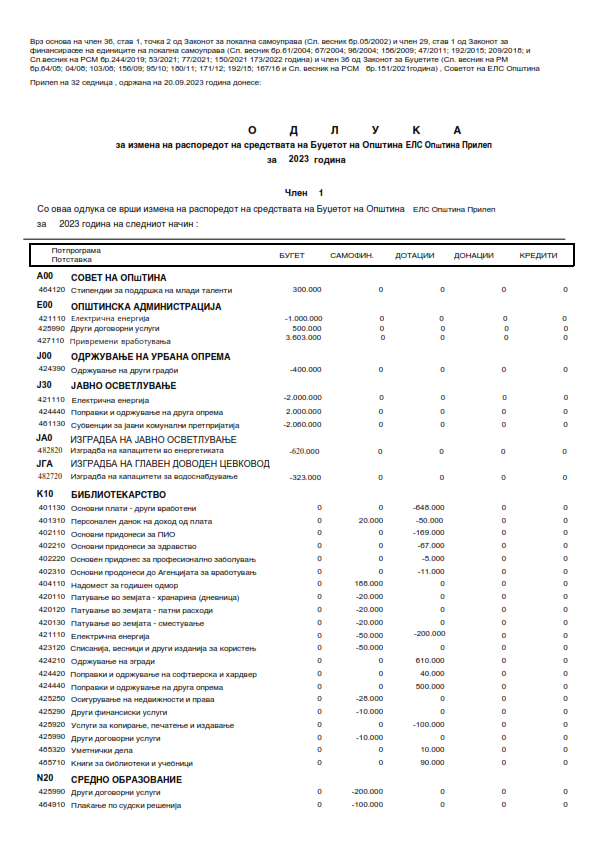 Врз основа на член 36, став 1, точка 2 од Законот за локална самоуправа (Сл. весник бр.05/2002) и член 29, став 1 од Законот за
финансирање на единиците на локална самоуправа (Сл. весник бр.61/2004; 67/2004; 96/2004; 156/2009; 47/2011; 192/2015; 209/2016; и
Сл.весник на РСМ бр.244/2019; 53/2021; 77/2021; 150/2021 173/2022 година) и член 36 од Законот за Буџетите (Сл. весник на РМ
бр.64/05; 04/08; 103/08; 156/09; 95/10; 180/11; 171/12; 192/15; 167/16 и Сл. весник на РСМ бр.151/2021година) , Советот на ЕЛС Општина
Прилеп на 32 седница , одржана на 20.09.2023 година донесе:
О Д Л У К А
за измена на распоредот на средствата на Буџетот на Општина ЕЛС Општина Прилеп
за 2023 година
Член 1
Со оваа одлука се врши измена на распоредот на средствата на Буџетот на Општина ЕЛС Општина Прилеп
за 2023 година на следниот начин :
Потпрограма
Потставка БУГЕТ САМОФИН. ДОТАЦИИ ДОНАЦИИ КРЕДИТИ
А00 СОВЕТ НА ОПшТИНА
464120 Стипендии за поддршка на млади таленти 300.000 0 0 0 0
Е00 ОПШТИНСКА АДМИНИСТРАЦИЈА
421110 Електрична енергија -1.000.000 0 0 0 0
425990 Други договорни услуги 500.000 0 0 0 0
427110 Привремени вработувања 3.603.000 0 0 0 0
J00 ОДРЖУВАЊЕ НА УРБАНА ОПРЕМА
424390 Одржување на други градби -400.000 0 0 0 0
J30 ЈАВНО ОСВЕТЛУВАЊЕ
421110 Електрична енергија -2.000.000 0 0 0 0
424440 Поправки и одржување на друга опрема 2.000.000 0 0 0 0
461130 Субвенции за јавни комунални претпријатија -2.060.000 0 0 0 0
JA0 ИЗГРАДБА НА ЈАВНО ОСВЕТЛУВАЊЕ
482820 Изградба на капацитети во енергетиката -620.000 0 0 0 0
JГА ИЗГРАДБА НА ГЛАВЕН ДОВОДЕН ЦЕВКОВОД
482720 Изградба на капацитети за водоснабдување -323.000 0 0 0 0
К10 БИБЛИОТЕКАРСТВО
401130 Основни плати - други вработени 0 0 -646.000 0 0
401310 Персонален данок на доход од плата 0 20.000 -50.000 0 0
402110 Основни придонеси за ПИО 0 0 -169.000 0 0
402210 Основни придонеси за здравство 0 0 -67.000 0 0
402220 Основен придонес за професионално заболувањ 0 0 -5.000 0 0
402310 Основни продонеси до Агенцијата за вработувањ 0 0 -11.000 0 0
404110 Надомест за годишен одмор 0 168.000 0 0 0
420110 Патување во земјата - хранарина (дневница) 0 -20.000 0 0 0
420120 Патување во земјата - патни расходи 0 -20.000 0 0 0
420130 Патување во земјата - сместување 0 -20.000 0 0 0
421110 Електрична енергија 0 -50.000 -200.000 0 0
423120 Списанија, весници и други изданија за користењ 0 -50.000 0 0 0
424210 Одржување на згради 0 0 610.000 0 0
424420 Поправки и одржување на софтверска и хардвер 0 0 40.000 0 0
424440 Поправки и одржување на друга опрема 0 0 500.000 0 0
425250 Осигурување на недвижности и права 0 -28.000 0 0 0
425290 Други финансиски услуги 0 -10.000 0 0 0
425920 Услуги за копирање, печатење и издавање 0 0 -100.000 0 0
425990 Други договорни услуги 0 -10.000 0 0 0
485320 Уметнички дела 0 0 10.000 0 0
485710 Книги за библиотеки и учебници 0 0 90.000 0 0
N20 СРЕДНО ОБРАЗОВАНИЕ
425990 Други договорни услуги 0 -200.000 0 0 0
464910 Плаќање по судски решенија 0 -100.000 0 0 0